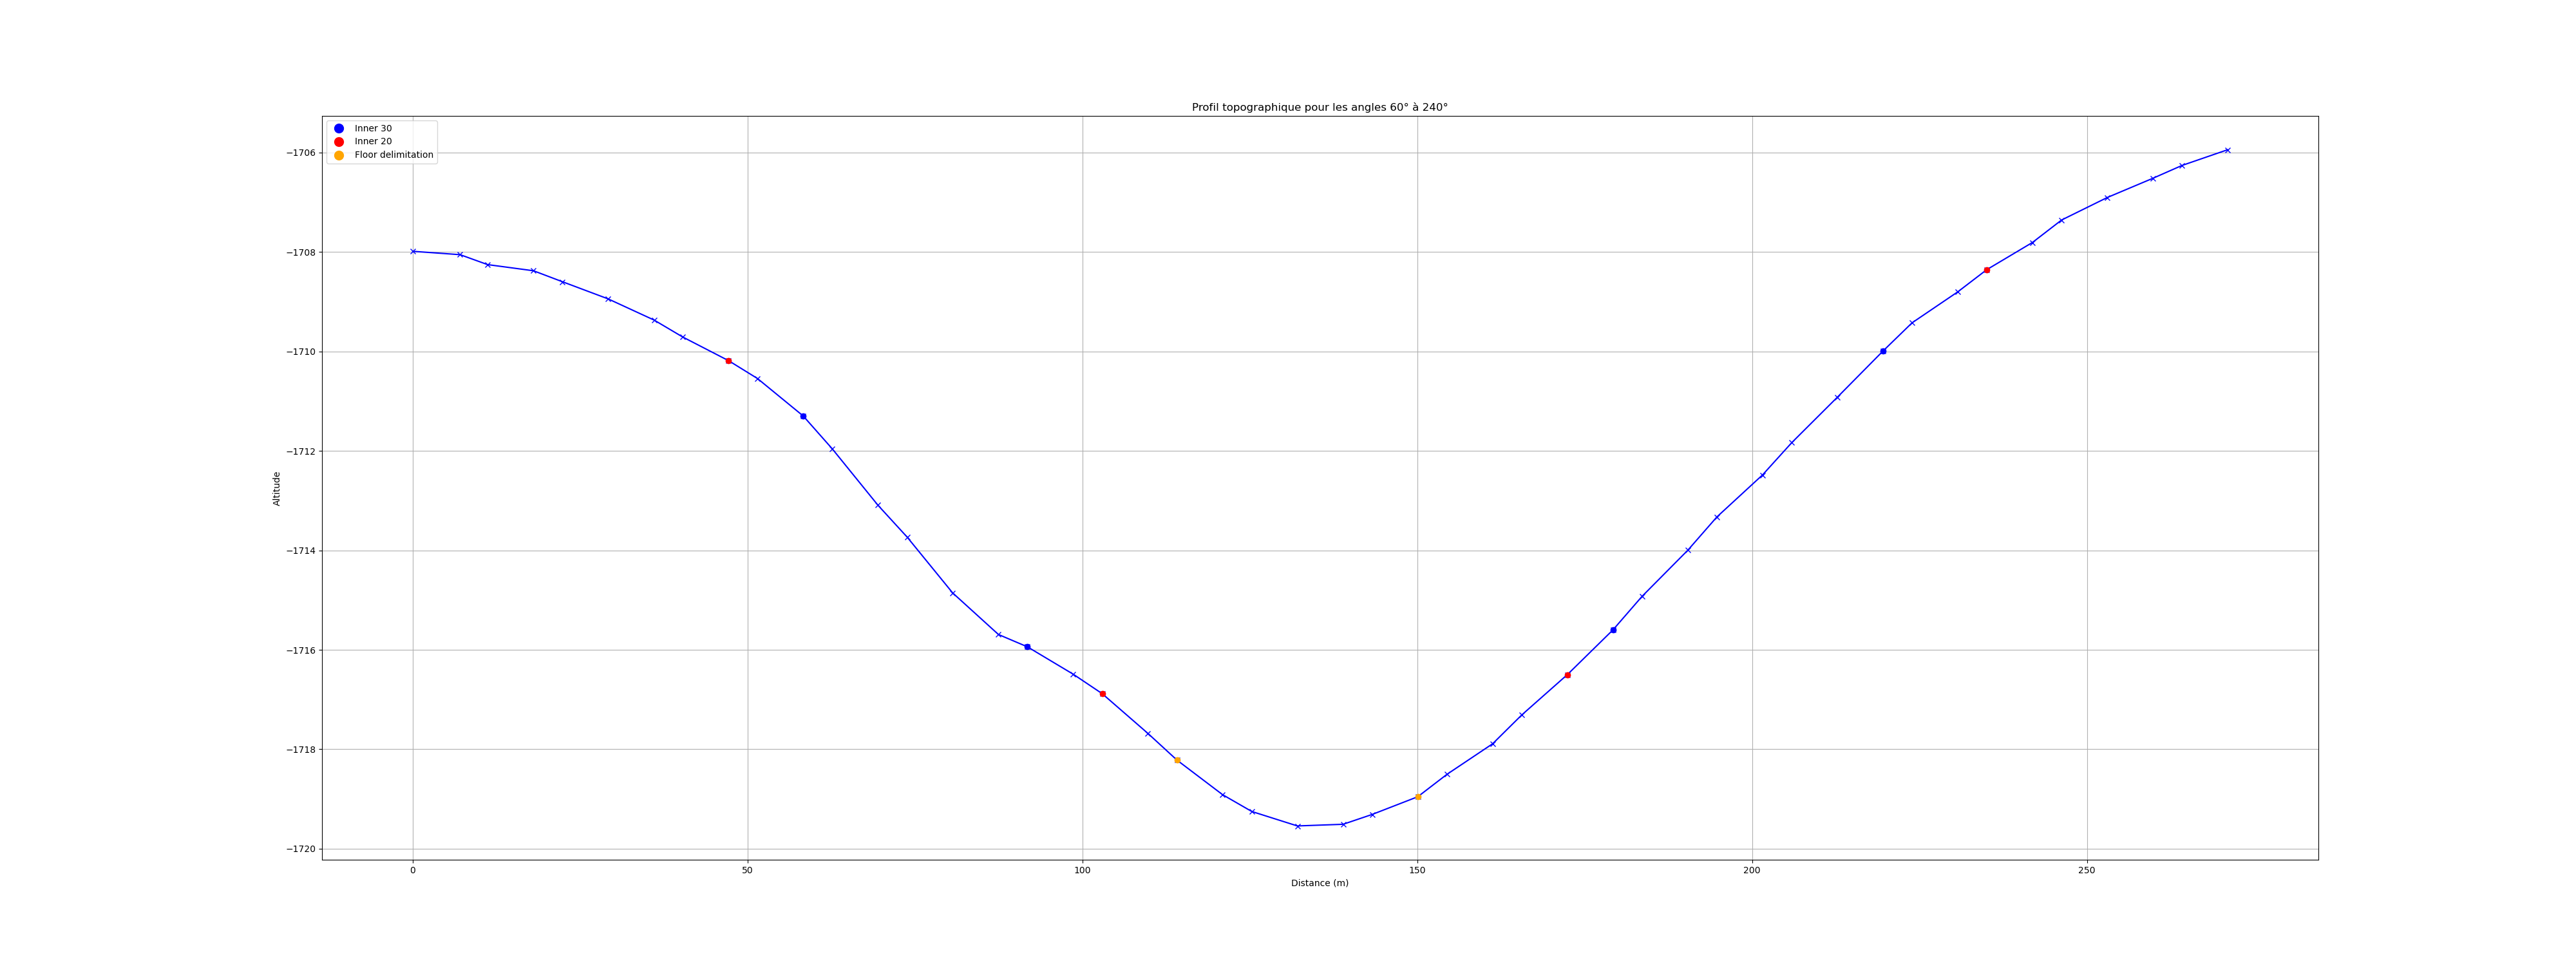 Profil topographique pour les angles 60° à 240°
Inner 30
Inner 20
Floor delimitation
−1706
−1708
−1710
−1712
−1714
−1716
−1718
−1720
Altitude
0
50
100
150
200
250
Distance (m)